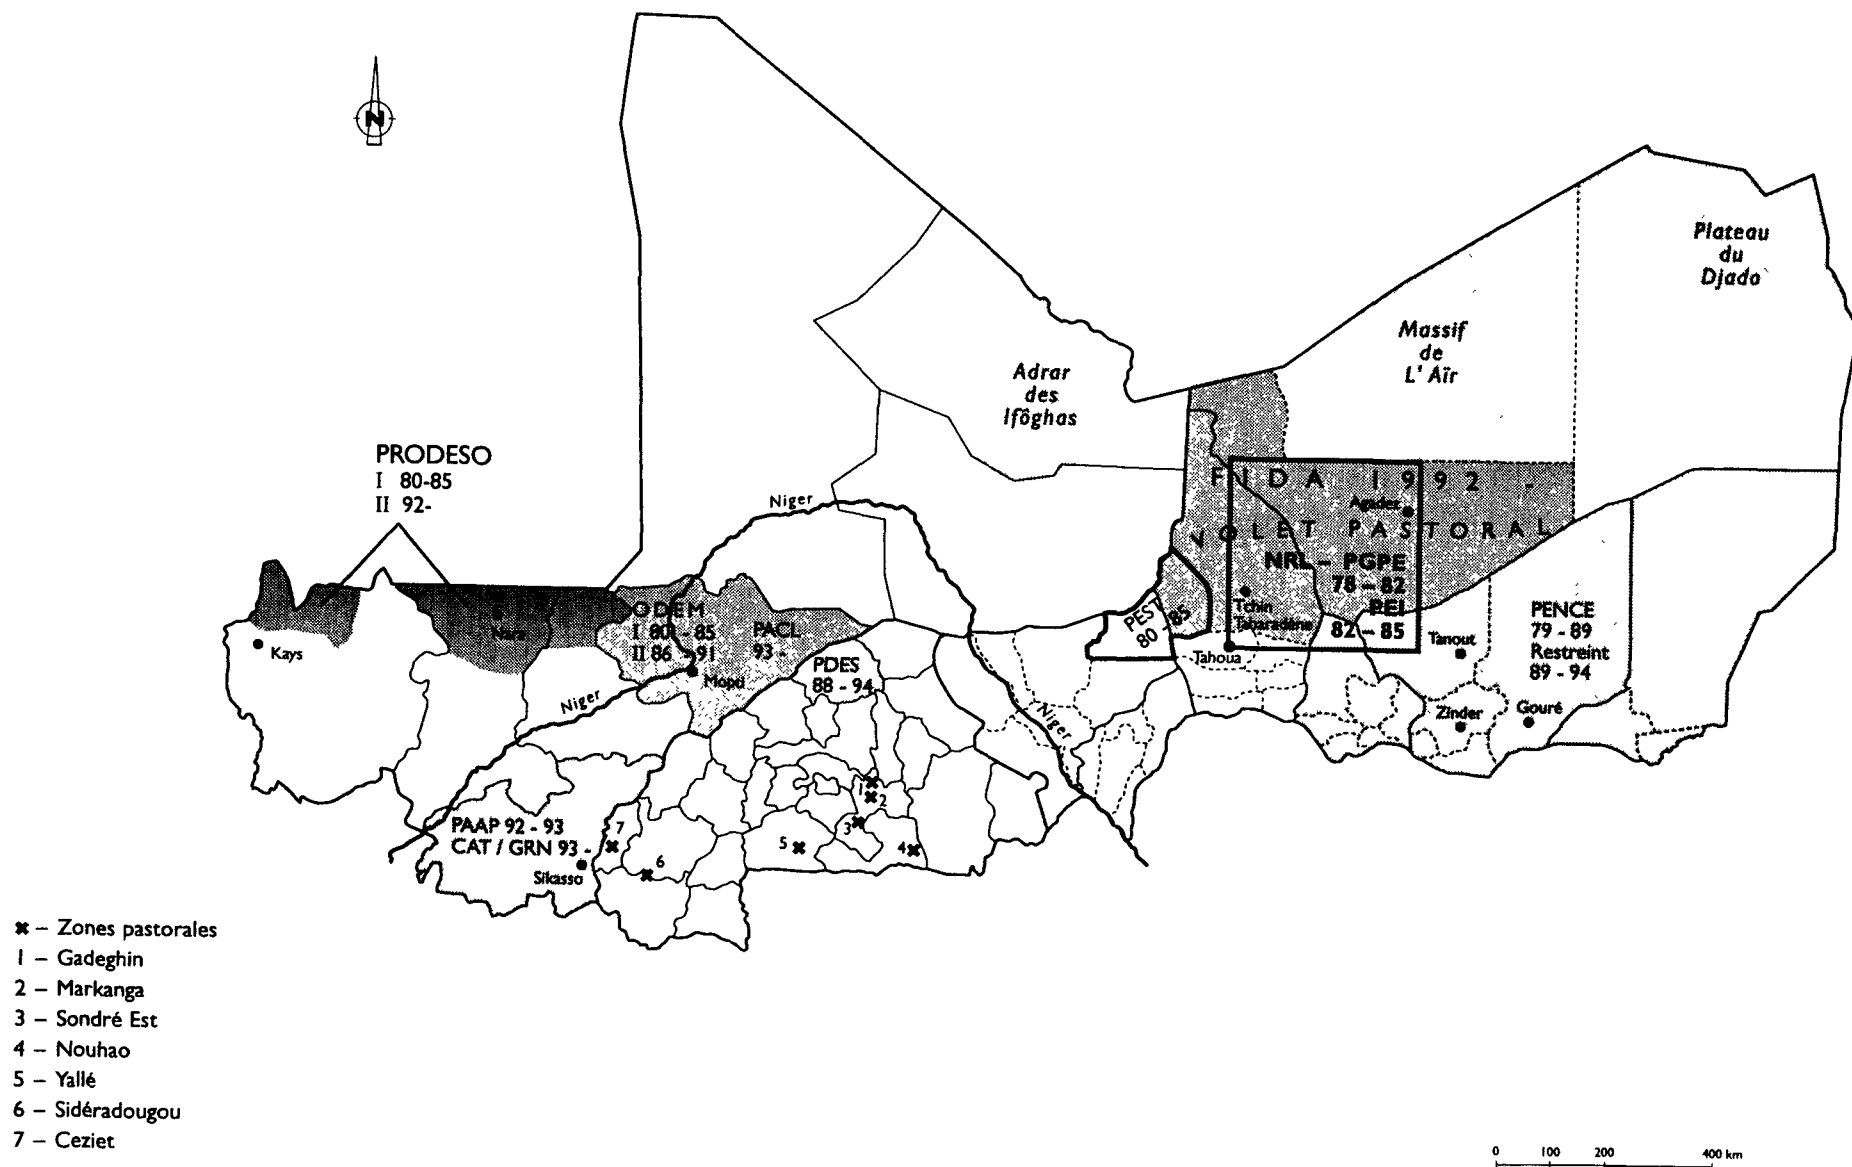 N
Plateau
du
Djado
Massif
de
L' Aïr
Adrar
des
Ifôghas
PRODESO
I 80-85
II 92-
Niger
FIDA 1992 -
Agadez
VOLET PASTORAL
NRL – PGPE
78 – 82
PEI
82 – 85
Tchin
Tabaradène
Tahoua
PEST
80 - 85
PENCE
79 - 89
Restreint
89 - 94
Tanout
Zinder
Gouré
Kays
Nara
ODEM
I 80 - 85
II 86 - 91
PACL
93 -
Mopti
PDES
88 - 94
Niger
Niger
PAAP 92 - 93
CAT / GRN 93 -
Sikasso
1
2
3
4
5
6
7
✖ – Zones pastorales
1 – Gadeghin
2 – Markanga
3 – Sondré Est
4 – Nouhao
5 – Yallé
6 – Sidéradougou
7 – Ceziet
0 100 200 400 km